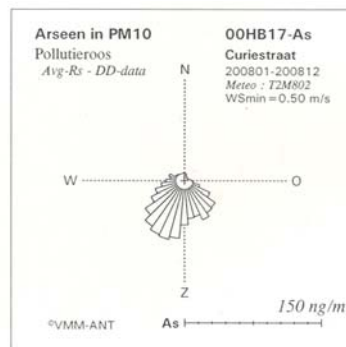 Arseen in PM10
Pollutieroos
Avg-Rs - DD-data
00HB17-As
Curiestraat
200801-200812
Meteo : T2M802
WSmin=0.50 m/s
N
W
O
Z
150 ng/m
©VMM-ANT
As